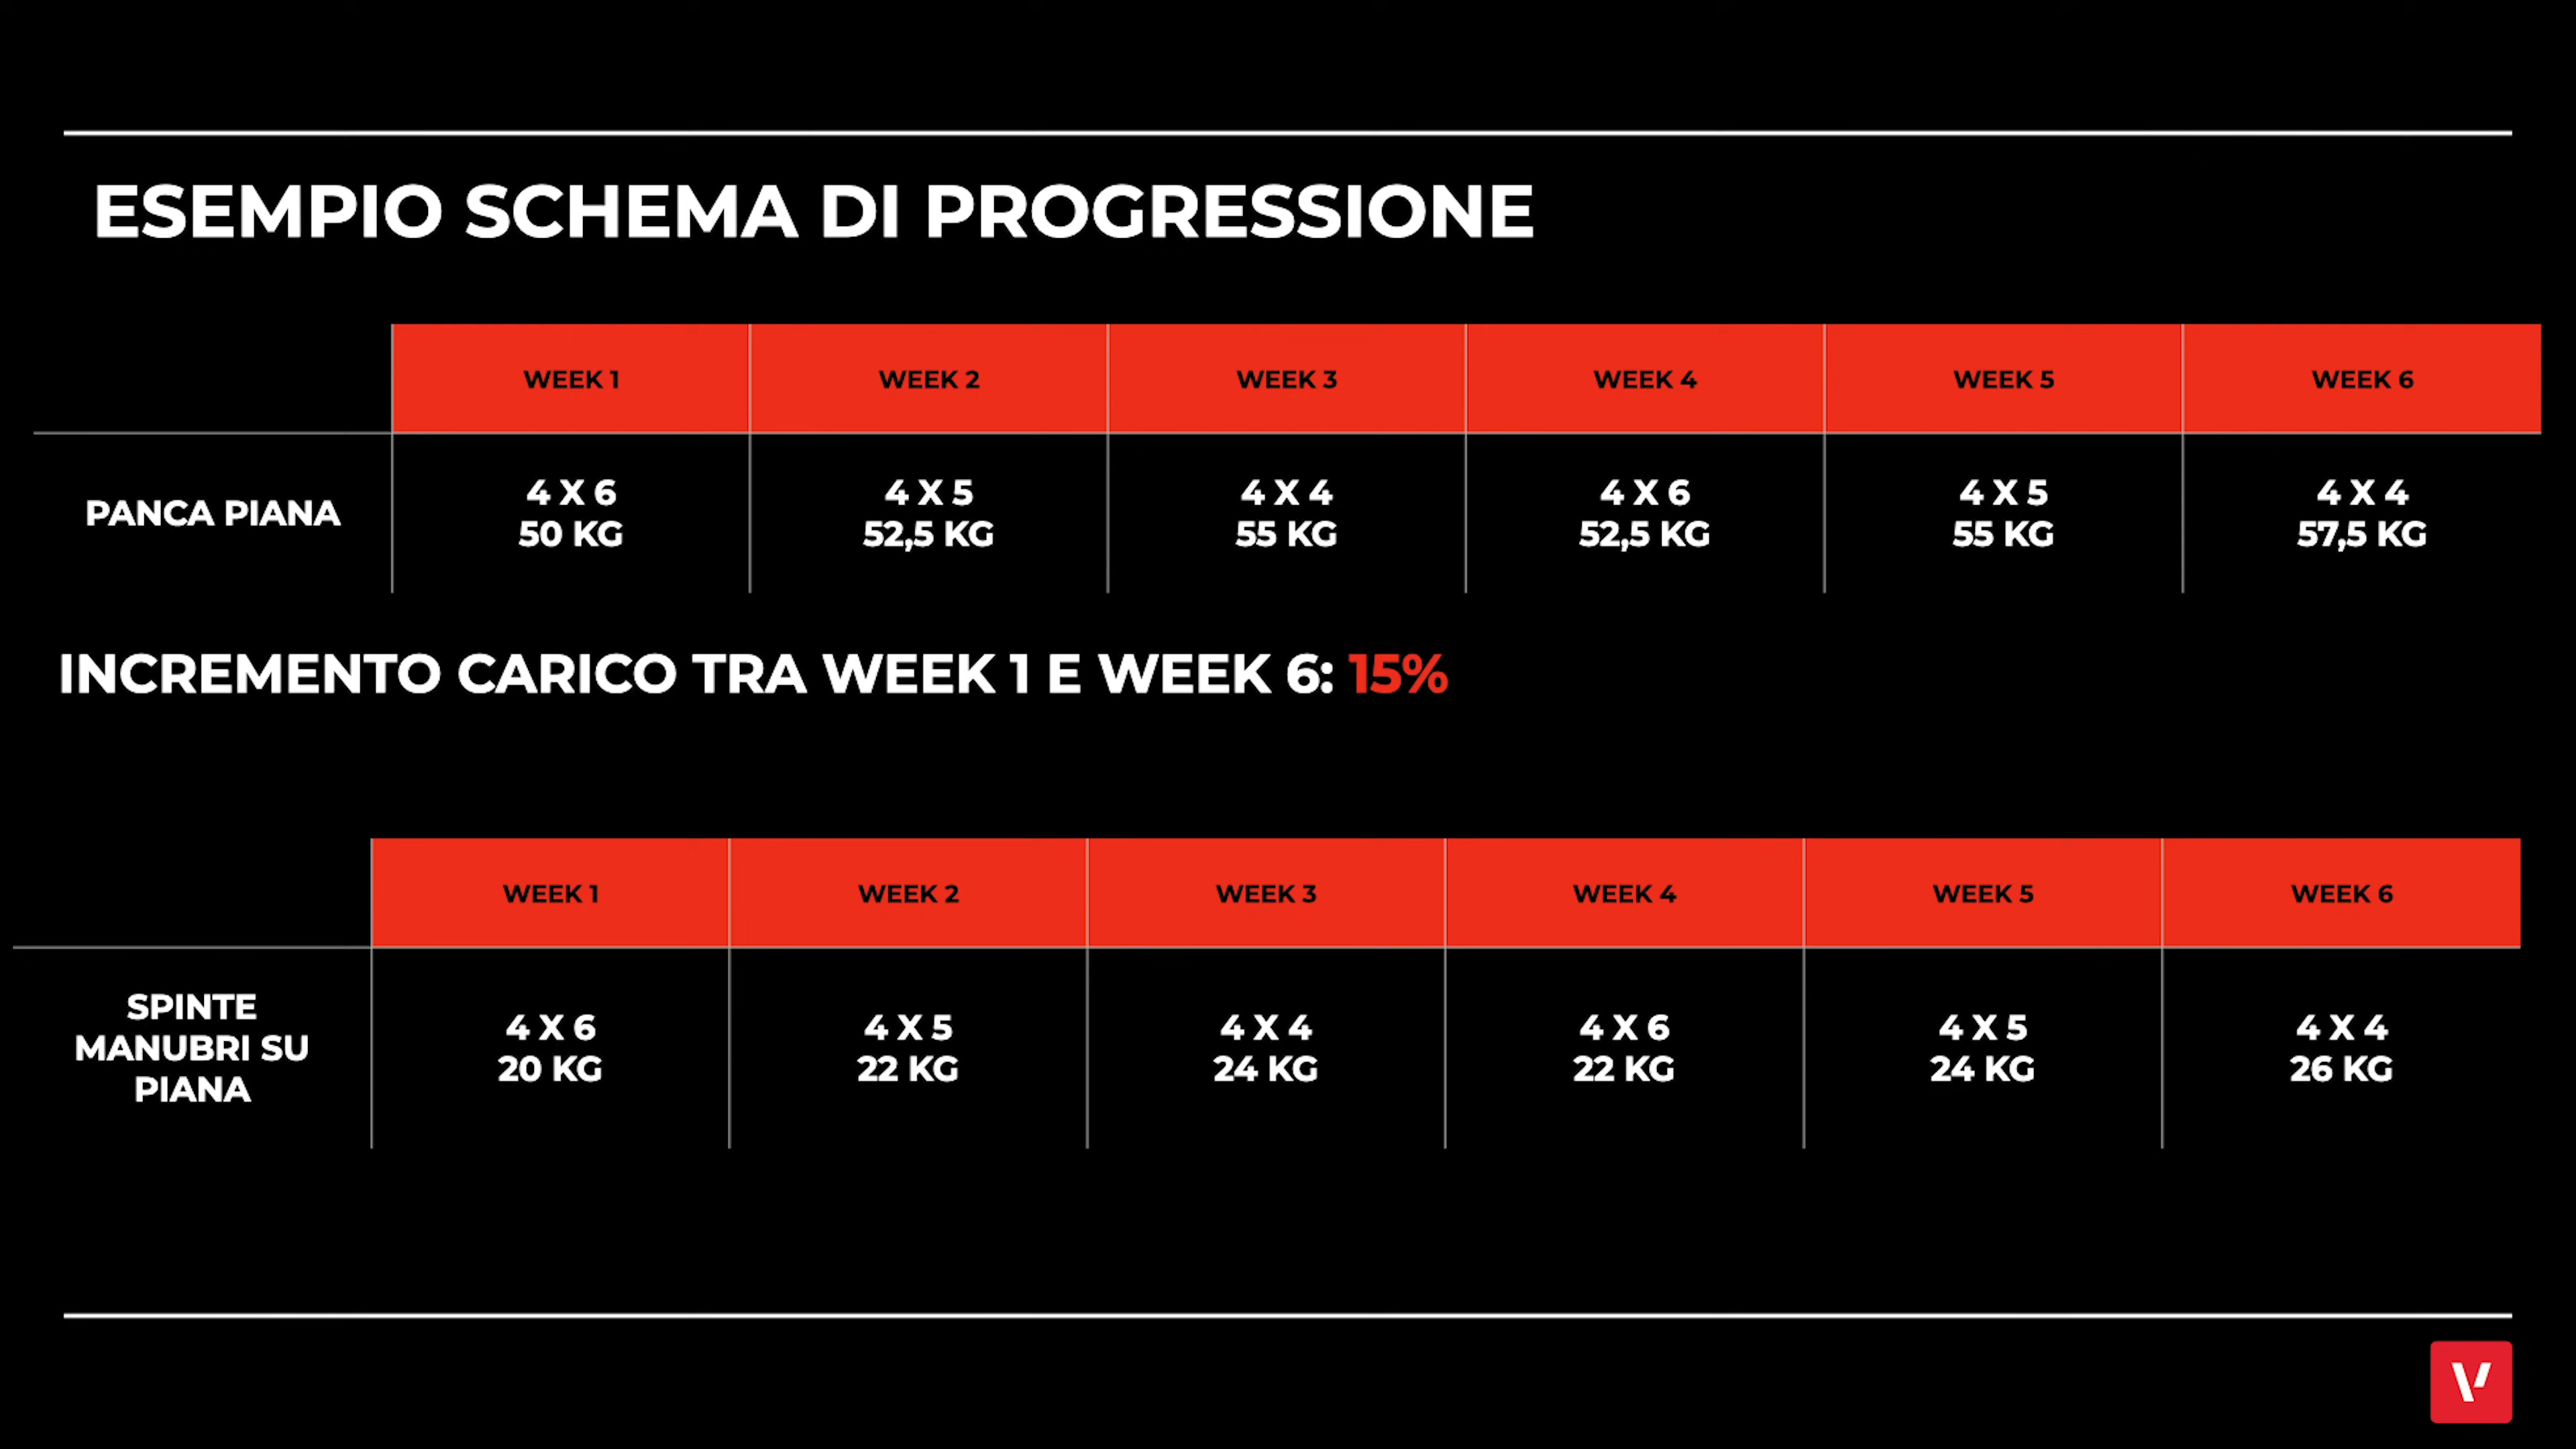 ESEMPIO SCHEMA DI PROGRESSIONE
WEEK 1 WEEK 2 WEEK 3 WEEK 4 WEEK 5 WEEK 6
PANCA PIANA
4 X 6
50 KG
4 X 5
52,5 KG
4 X 4
55 KG
4 X 6
52,5 KG
4 X 5
55 KG
4 X 4
57,5 KG
INCREMENTO CARICO TRA WEEK 1 E WEEK 6: 15%
WEEK 1 WEEK 2 WEEK 3 WEEK 4 WEEK 5 WEEK 6
SPINTE
MANUBRI SU
PIANA
4 X 6
20 KG
4 X 5
22 KG
4 X 4
24 KG
4 X 6
22 KG
4 X 5
24 KG
4 X 4
26 KG